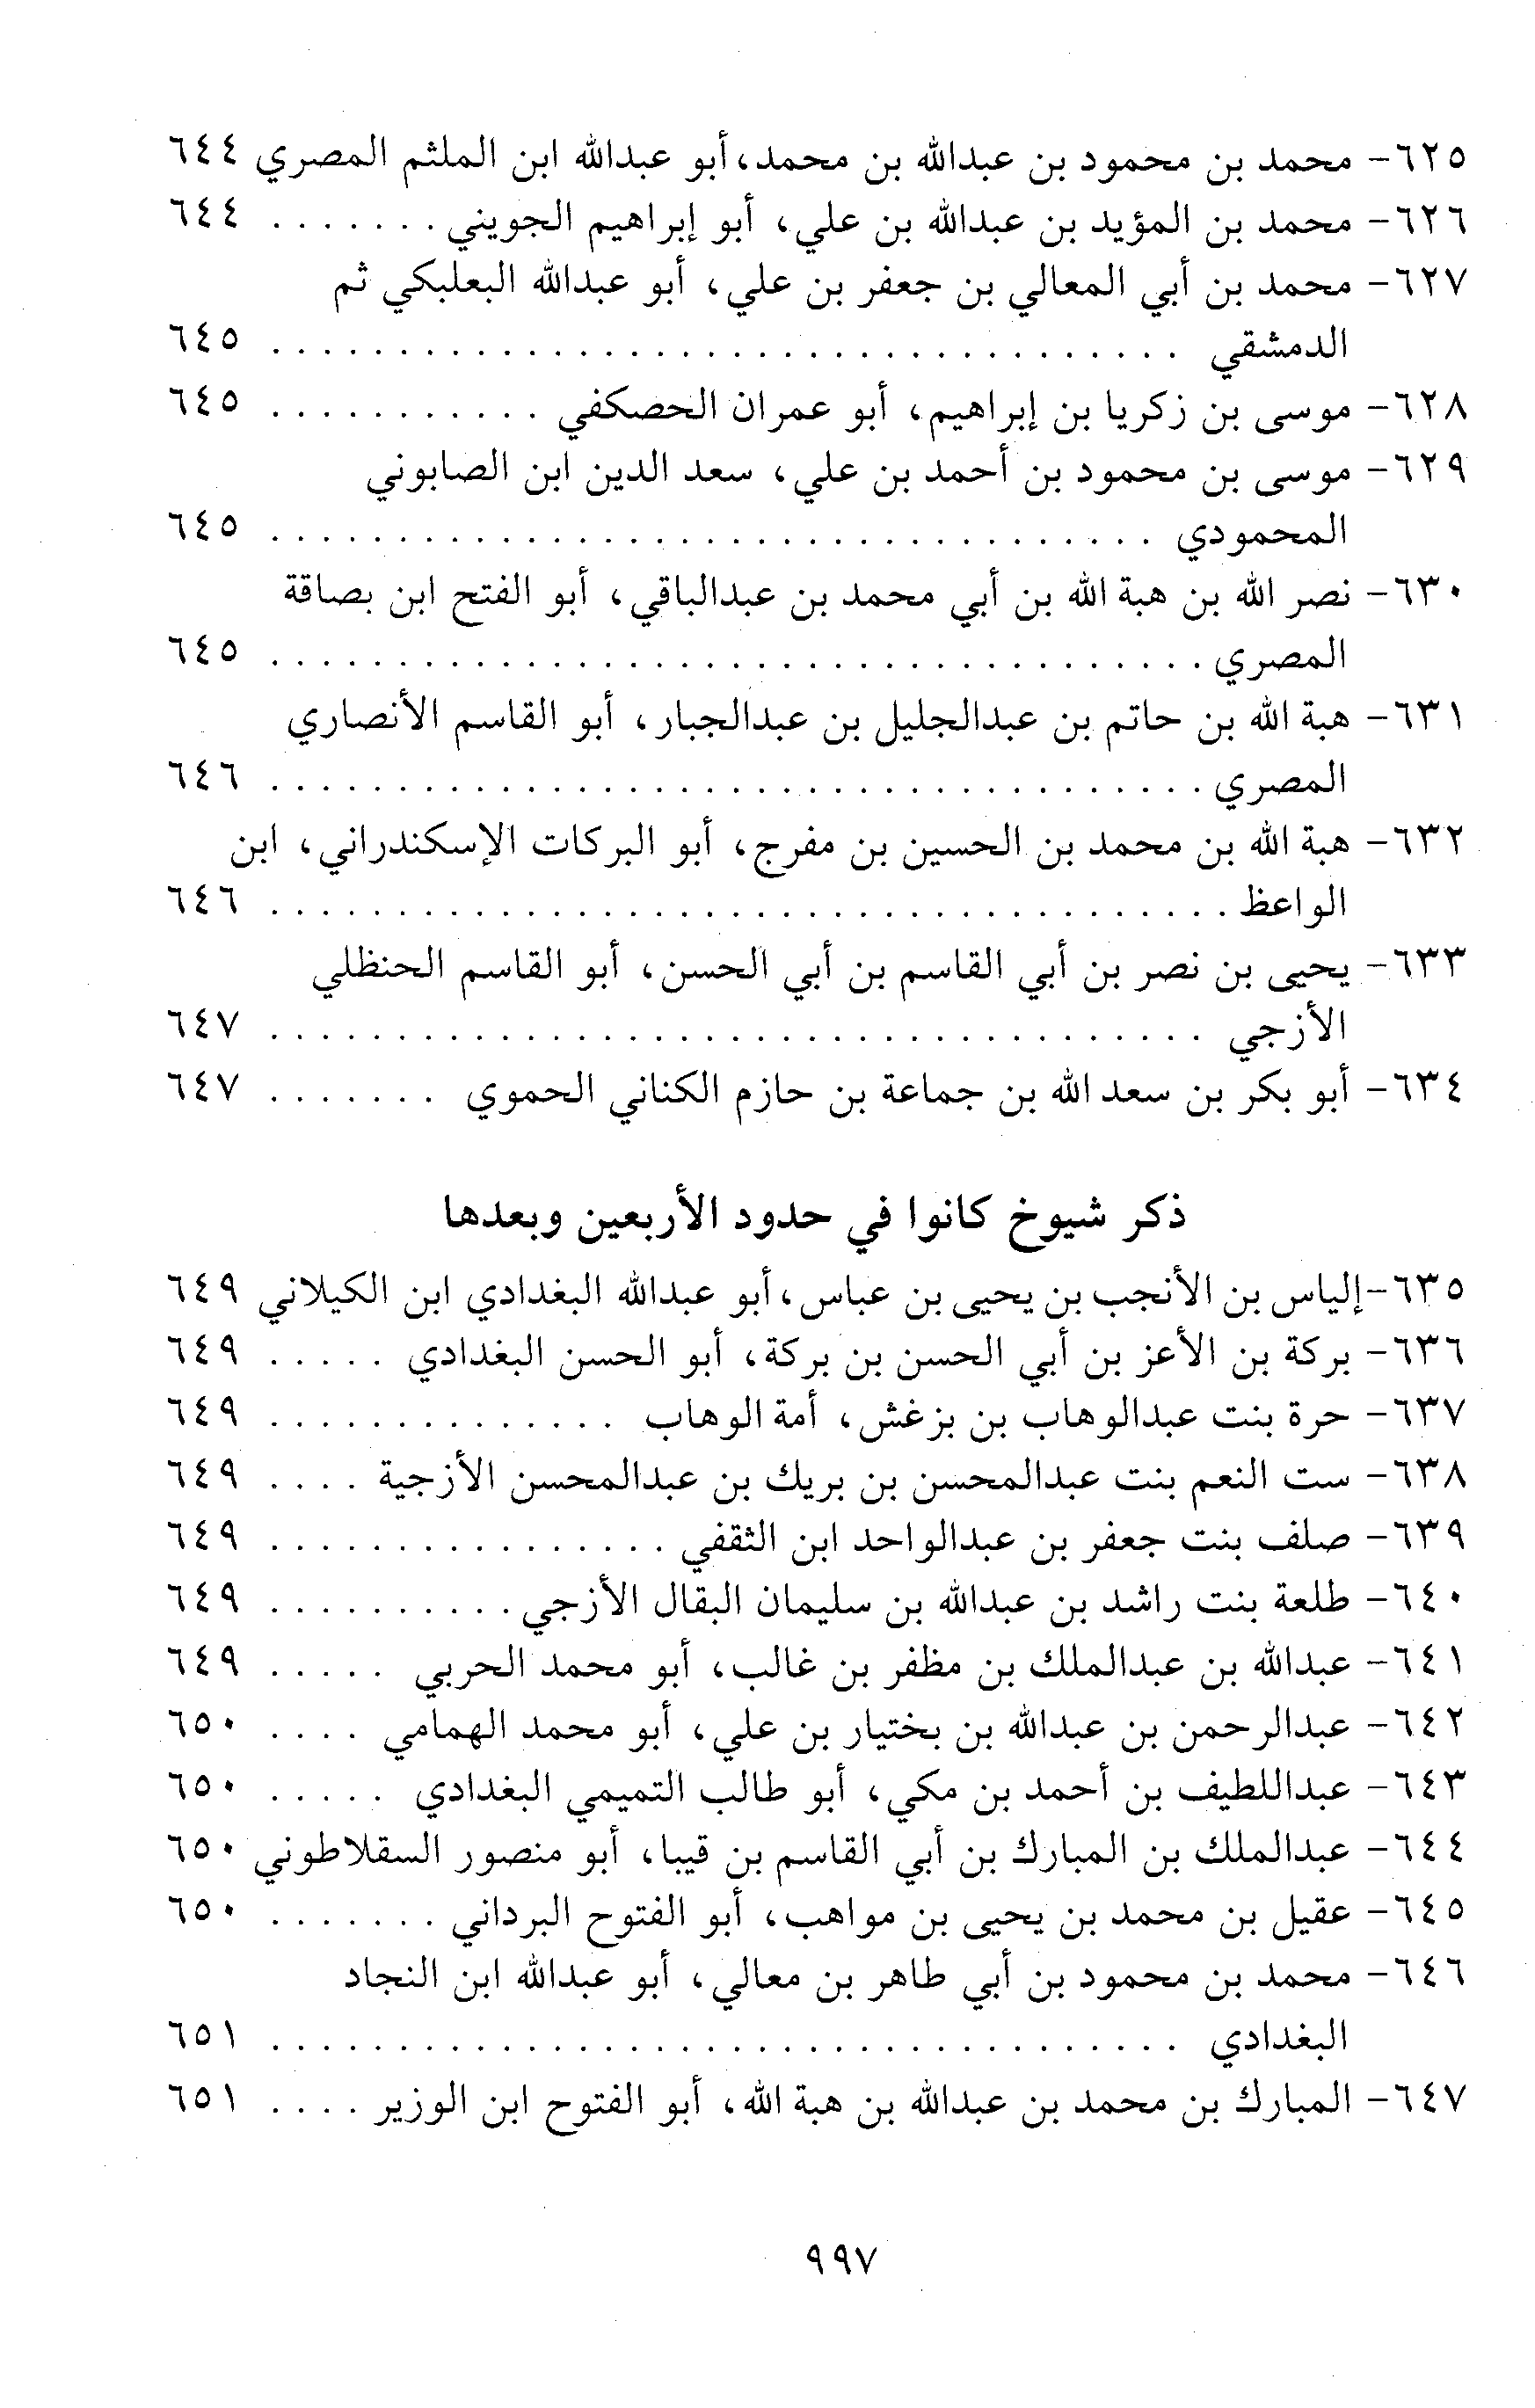 ٦٢٥- محمد بن محمود بن عبدالله بن محمد، أبو عبدالله ابن الملثم المصري ٦٤٤
٦٢٦- محمد بن المؤيد بن عبدالله بن علي، أبو إبراهيم الجويني . . . . . . . ٦٤٤
٦٢٧- محمد بن أبي المعالي بن جعفر بن علي، أبو عبدالله البعلبكي ثم
الدمشقي . . . . . . . . . . . . . . . . . . . . . . . . . . . . . . . . . . . . ٦٤٥
٦٢٨- موسى بن زكريا بن إبراهيم، أبو عمران الحصكفي . . . . . . . . . . . ٦٤٥
٦٢٩- موسى بن محمود بن أحمد بن علي، سعد الدين ابن الصابوني
المحمودي . . . . . . . . . . . . . . . . . . . . . . . . . . . . . . . . . . . ٦٤٥
٦٣٠- نصر الله بن هبة الله بن أبي محمد بن عبدالباقي، أبو الفتح ابن بصاقة
المصري . . . . . . . . . . . . . . . . . . . . . . . . . . . . . . . . . . . . . ٦٤٥
٦٣١- هبة الله بن حاتم بن عبدالجليل بن عبدالجبار، أبو القاسم الأنصاري
المصري . . . . . . . . . . . . . . . . . . . . . . . . . . . . . . . . . . . . . ٦٤٦
٦٣٢- هبة الله بن محمد بن الحسين بن مفرج، أبو البركات الإسكندراني، ابن
الواعظ . . . . . . . . . . . . . . . . . . . . . . . . . . . . . . . . . . . . . . ٦٤٦
٦٣٣- يحيى بن نصر بن أبي القاسم بن أبي الحسن، أبو القاسم الحنظلي
الأزجي . . . . . . . . . . . . . . . . . . . . . . . . . . . . . . . . . . . . . ٦٤٧
٦٣٤- أبو بكر بن سعد الله بن جماعة بن حازم الكناني الحموي . . . . . . . ٦٤٧
ذكر شيوخ كانوا في حدود الأربعين وبعدها
٦٣٥- إلياس بن الأنجب بن يحيى بن عباس، أبو عبدالله البغدادي ابن الكيلاني ٦٤٩
٦٣٦- بركة بن الأعز بن أبي الحسن بن بركة، أبو الحسن البغدادي . . . . . ٦٤٩
٦٣٧- حرة بنت عبدالوهاب بن بزغش، أمة الوهاب . . . . . . . . . . . . . . ٦٤٩
٦٣٨- ست النعم بنت عبدالمحسن بن بريك بن عبدالمحسن الأزجية . . . . ٦٤٩
٦٣٩- صلف بنت جعفر بن عبدالواحد ابن الثقفي . . . . . . . . . . . . . . . . ٦٤٩
٦٤٠- طلعة بنت راشد بن عبدالله بن سليمان البقال الأزجي . . . . . . . . . . ٦٤٩
٦٤١- عبدالله بن عبدالملك بن مظفر بن غالب، أبو محمد الحربي . . . . . ٦٤٩
٦٤٢- عبدالرحمن بن عبدالله بن بختيار بن علي، أبو محمد الهمامي . . . . ٦٥٠
٦٤٣- عبداللطيف بن أحمد بن مكي، أبو طالب التميمي البغدادي . . . . . ٦٥٠
٦٤٤- عبدالملك بن المبارك بن أبي القاسم بن قيبا، أبو منصور السقلاطوني ٦٥٠
٦٤٥- عقيل بن محمد بن يحيى بن مواهب، أبو الفتوح البرداني . . . . . . . ٦٥٠
٦٤٦- محمد بن محمود بن أبي طاهر بن معالي، أبو عبدالله ابن النجاد
البغدادي . . . . . . . . . . . . . . . . . . . . . . . . . . . . . . . . . . . . ٦٥١
٦٤٧- المبارك بن محمد بن عبدالله بن هبة الله، أبو الفتوح ابن الوزير . . . . ٦٥١
٩٩٧